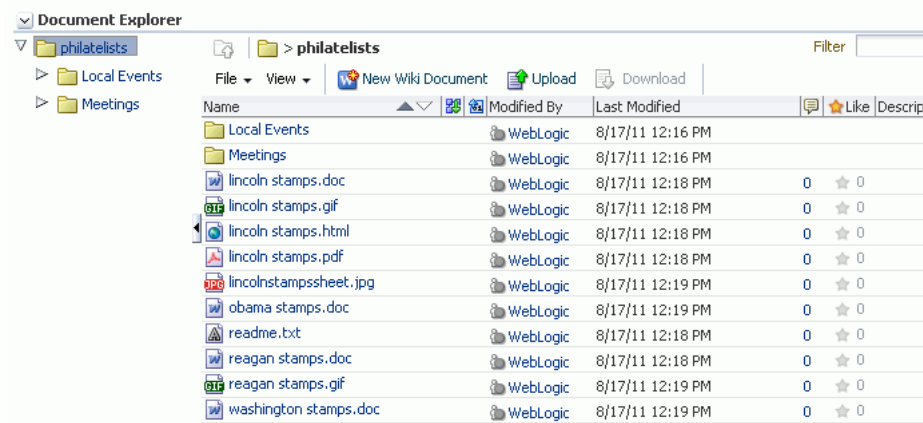 Document Explorer
philatelists
Local Events
Meetings
> philatelists
Filter
File View New Wiki Document Upload Download
Name Modified By Last Modified Like Descrip
Local Events WebLogic 8/17/11 12:16 PM
Meetings WebLogic 8/17/11 12:16 PM
lincoln stamps.doc WebLogic 8/17/11 12:18 PM 0 0
GIF lincoln stamps.gif WebLogic 8/17/11 12:18 PM 0 0
lincoln stamps.html WebLogic 8/17/11 12:18 PM 0 0
lincoln stamps.pdf WebLogic 8/17/11 12:18 PM 0 0
JPG lincolnstampssheet.jpg WebLogic 8/17/11 12:19 PM 0 0
obama stamps.doc WebLogic 8/17/11 12:19 PM 0 0
readme.txt WebLogic 8/17/11 12:18 PM 0 0
reagan stamps.doc WebLogic 8/17/11 12:18 PM 0 0
GIF reagan stamps.gif WebLogic 8/17/11 12:19 PM 0 0
washington stamps.doc WebLogic 8/17/11 12:19 PM 0 0